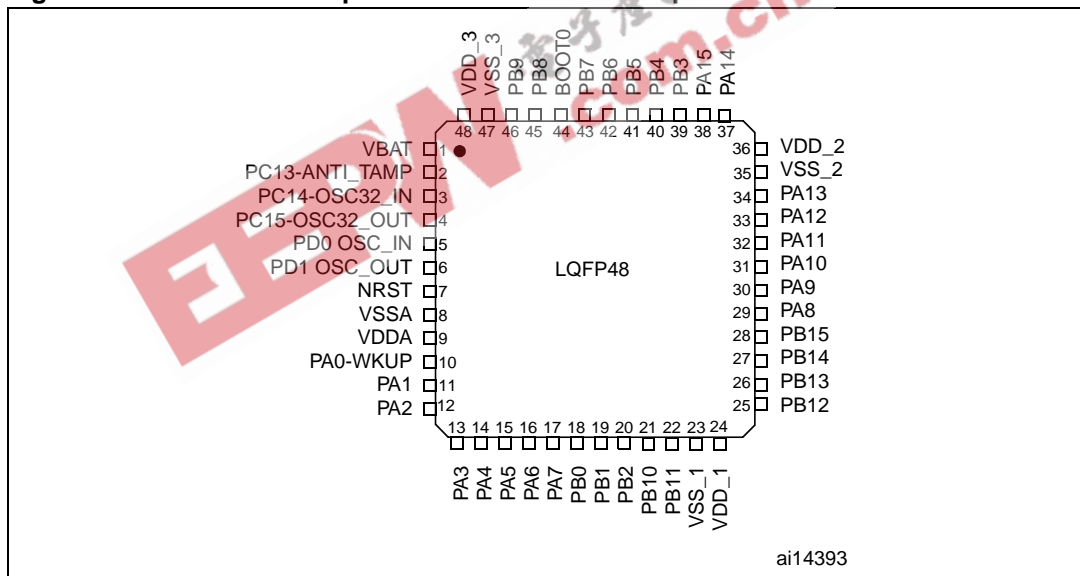 VDD_3
VSS_3
PB9
PB8
BOOT0
PB7
PB6
PB5
PB4
PB3
PA15
PA14
48 47 46 45 44 43 42 41 40 39 38 37
VBAT 1
PC13-ANTI_TAMP 2
PC14-OSC32_IN 3
PC15-OSC32_OUT 4
PD0 OSC_IN 5
PD1 OSC_OUT 6
NRST 7
VSSA 8
VDDA 9
PA0-WKUP 10
PA1 11
PA2 12
LQFP48
36 VDD_2
35 VSS_2
34 PA13
33 PA12
32 PA11
31 PA10
30 PA9
29 PA8
28 PB15
27 PB14
26 PB13
25 PB12
13 14 15 16 17 18 19 20 21 22 23 24
PA3
PA4
PA5
PA6
PA7
PB0
PB1
PB2
PB10
PB11
VSS_1
VDD_1
ai14393
EEPW
.com.cn